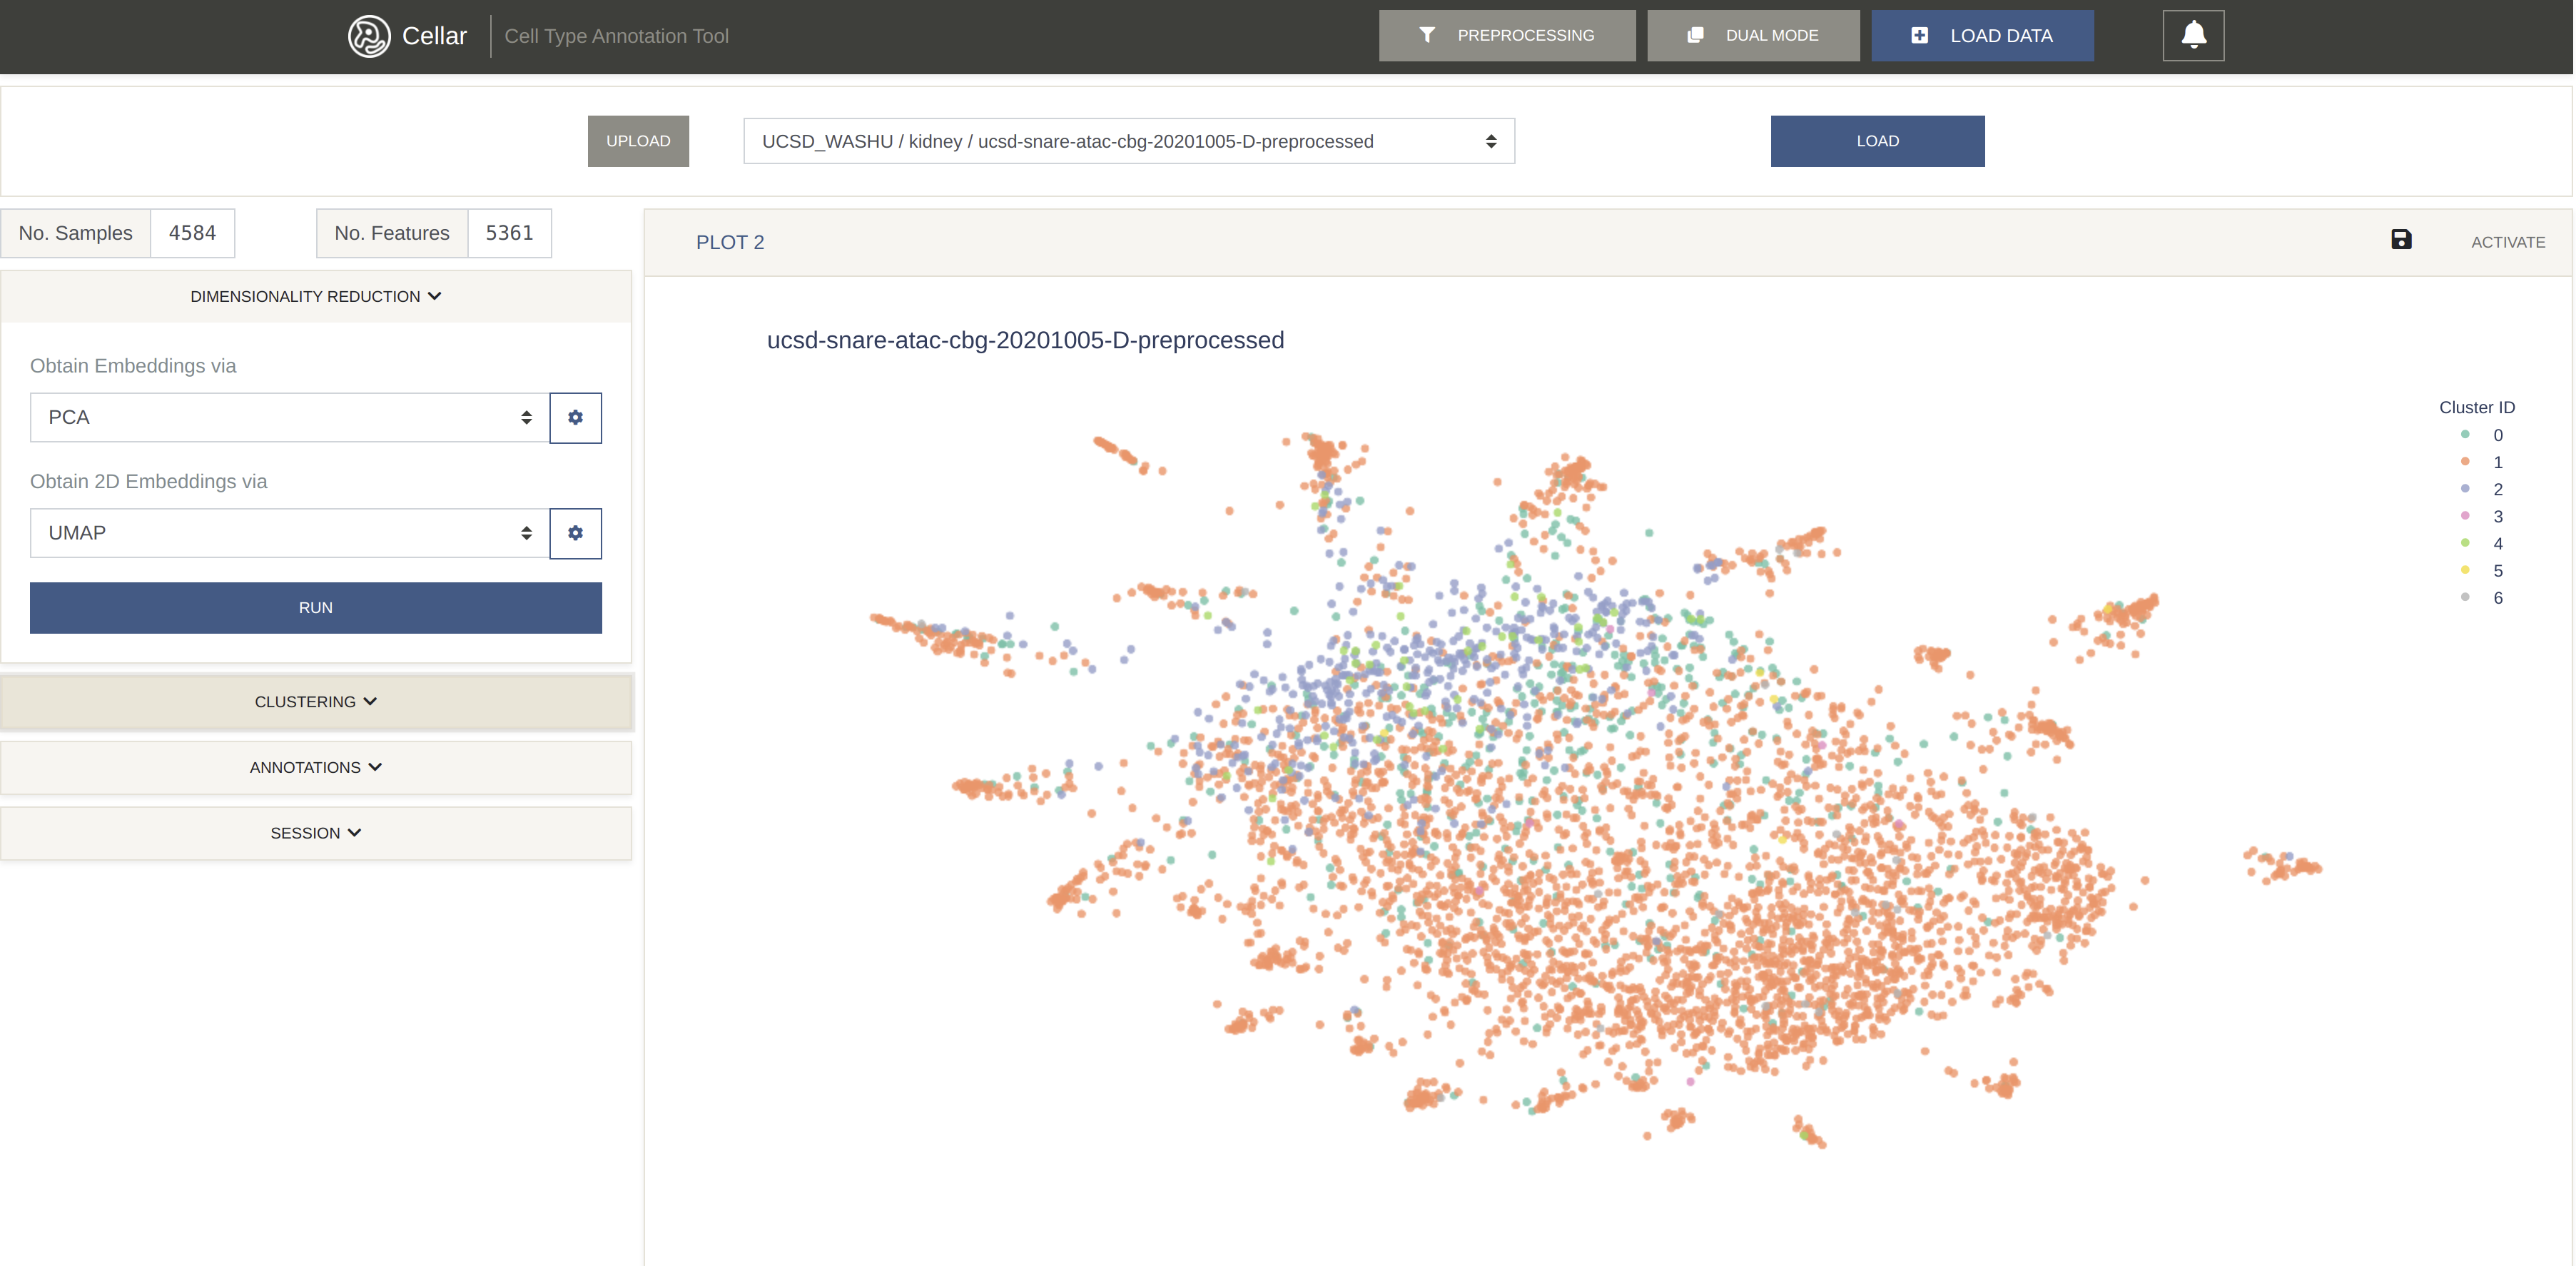 Cellar
Cell Type Annotation Tool
PREPROCESSING
DUAL MODE
LOAD DATA
UPLOAD
UCSD_WASHU / kidney / ucsd-snare-atac-cbg-20201005-D-preprocessed
LOAD
No. Samples
4584
No. Features
5361
DIMENSIONALITY REDUCTION
Obtain Embeddings via
PCA
Obtain 2D Embeddings via
UMAP
RUN
CLUSTERING
ANNOTATIONS
SESSION
PLOT 2
ACTIVATE
ucsd-snare-atac-cbg-20201005-D-preprocessed
Cluster ID
0
1
2
3
4
5
6